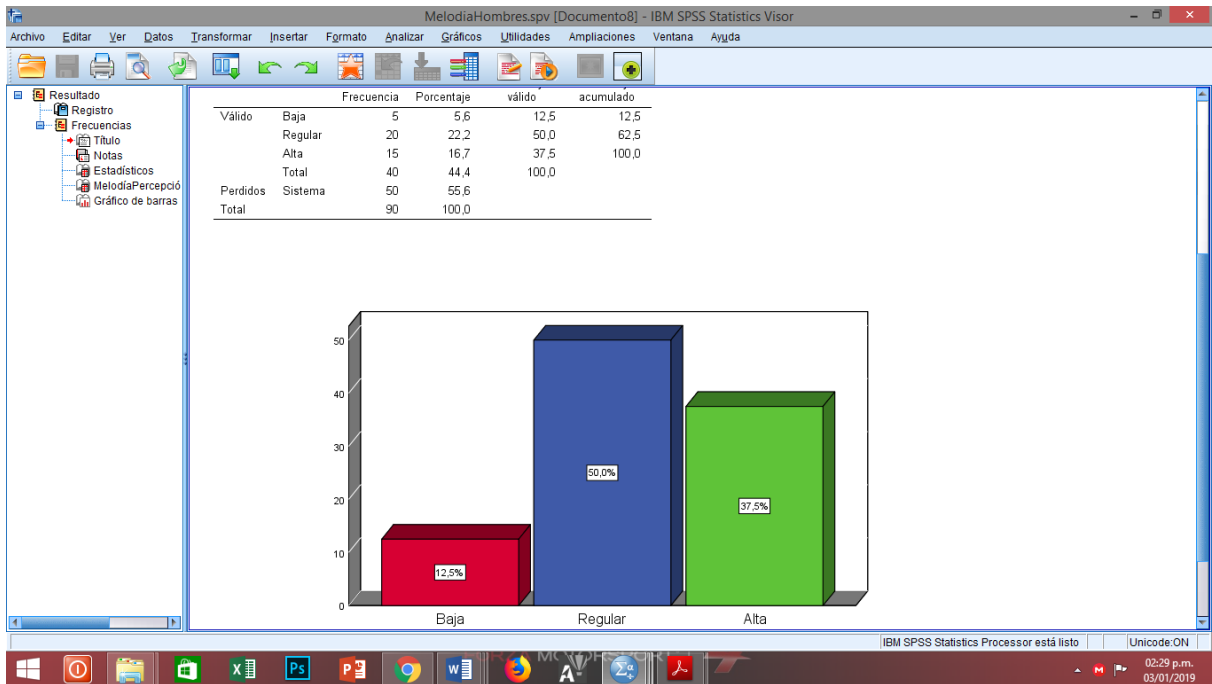 MelodiaHombres.spv [Documento8] - IBM SPSS Statistics Visor
Archivo Editar Ver Datos Transformar Insertar Formato Analizar Gráficos Utilidades Ampliaciones Ventana Ayuda
Resultado
Registro
Frecuencias
Título
Notas
Estadísticos
MelodíaPercepció
Gráfico de barras
Frecuencia Porcentaje válido acumulado
Válido Baja 5 5,6 12,5 12,5
Regular 20 22,2 50,0 62,5
Alta 15 16,7 37,5 100,0
Total 40 44,4 100,0
Perdidos Sistema 50 55,6
Total 90 100,0
50
40
30
20
10
0
12,5%
50,0%
37,5%
Baja Regular Alta
IBM SPSS Statistics Processor está listo Unicode:ON
02:29 p.m.
03/01/2019